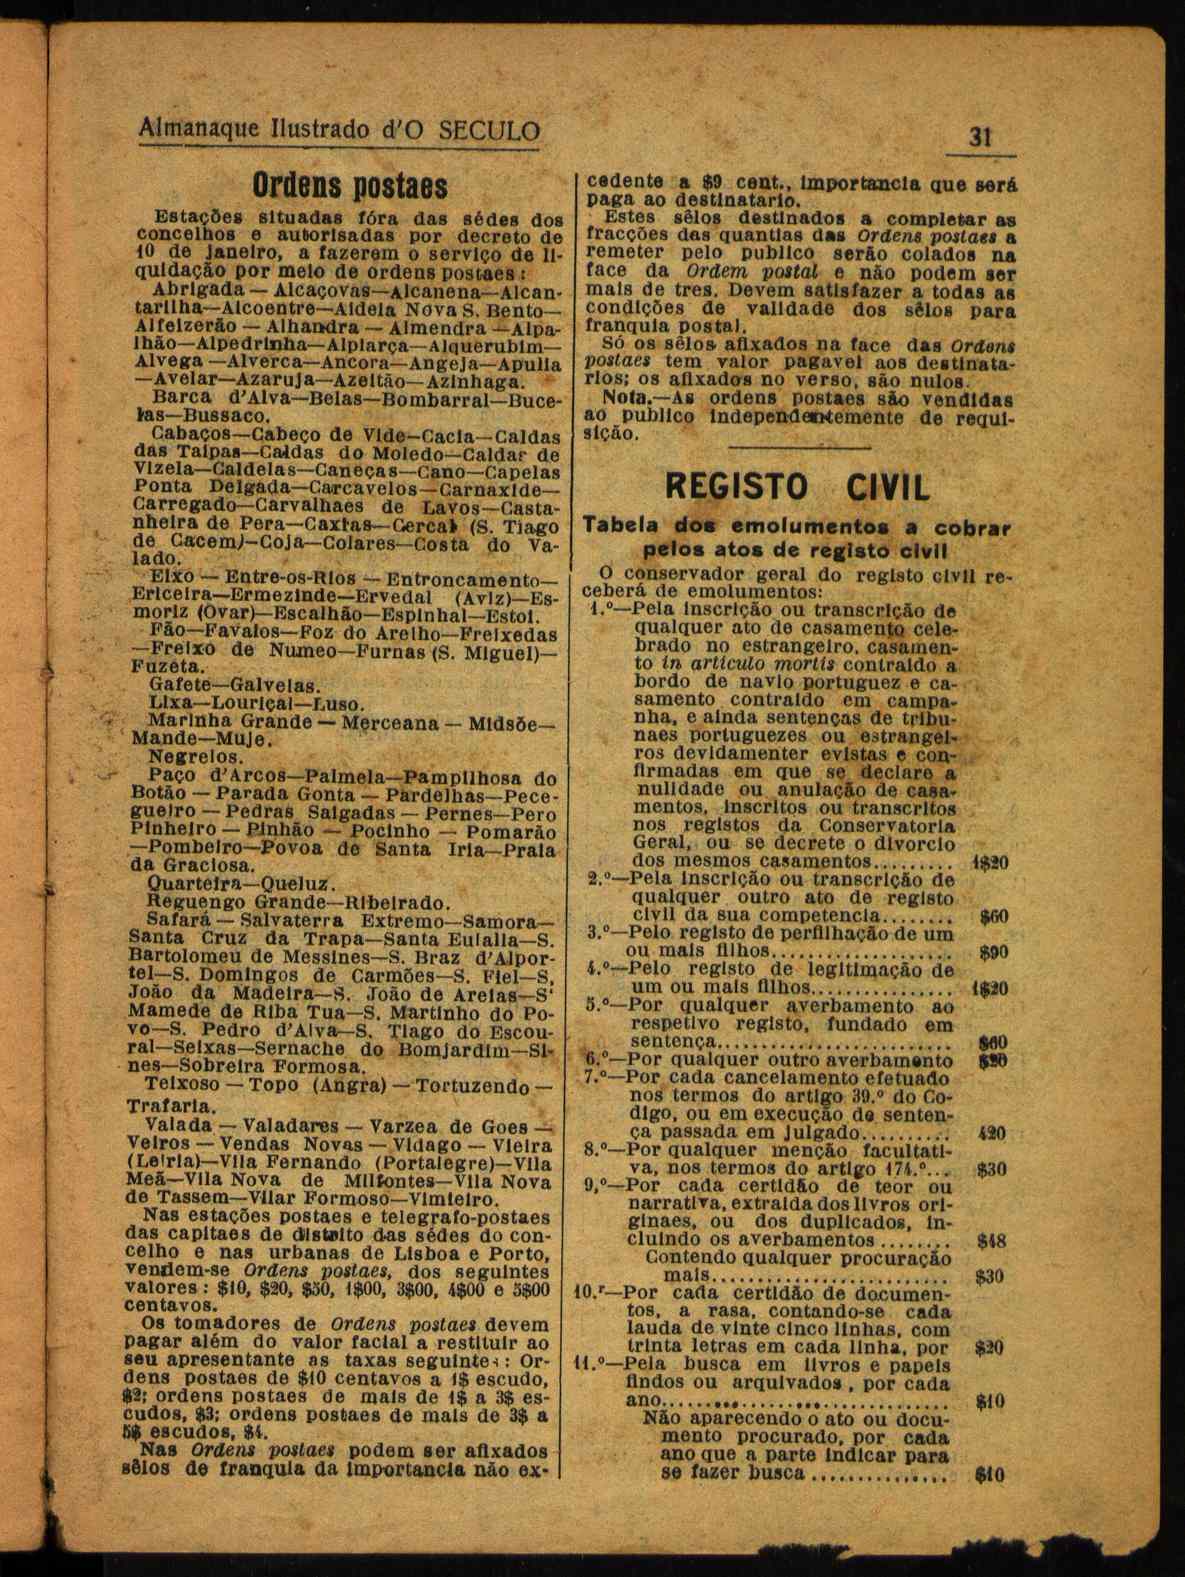 Almanaque Ilustrado d'O SECULO
31
Ordens postaes
Estações situadas fóra das sédes dos
concelhos e autorisadas por decreto de
10 de janeiro, a fazerem o serviço de li-
quidação por meio de ordens postaes:
Abrigada — Alcaçovas—Alcanena—Alcan-
tarilha—Alcoentre—Aldeia Nova S. Bento—
Alfeizerão — Alhandra — Almendra —Alpa-
lhão—Alpedrinha—Alpiarça—Alquerubim—
Alvega —Alverca—Ancora—Angeja—Apulia
—Avelar—Azaruja—Azeitão—Azinhaga.
Barca d'Alva—Belas—Bombarral—Buce-
las—Bussaco.
Cabaços—Cabeço de Vide—Cacia—Caldas
das Taipas—Caldas do Moledo—Caldar de
Vizela—Caldelas—Caneças—Cano—Capelas
Ponta Delgada—Carcavelos—Carnaxide—
Carregado—Carvalhaes de Lavos—Casta-
nheira de Pera—Caxias—Cercal (S. Tiago
de Cacem)—Coja—Colares—Costa do Va-
lado.
Eixo — Entre-os-Rios — Entroncamento—
Ericeira—Ermezinde—Ervedal (Aviz)—Es-
moriz (Ovar)—Escalhão—Espinhal—Estoi.
Fão—Favaios—Foz do Arelho—Freixedas
—Freixo de Numeo—Furnas (S. Miguel)—
Fuzeta.
Gafete—Galveias.
Lixa—Louriçal—Luso.
Marinha Grande — Merceana — Midsõe—
Mande—Muje.
Negrelos.
Paço d'Arcos—Palmela—Pampilhosa do
Botão — Parada Gonta — Pardelhas—Pece-
gueiro — Pedras Salgadas — Pernes—Pero
Pinheiro — Pinhão — Pocinho — Pomarão
—Pombeiro—Povoa de Santa Iria—Praia
da Graciosa.
Quarteira—Queluz.
Reguengo Grande—Ribeirado.
Safará — Salvaterra Extremo—Samora—
Santa Cruz da Trapa—Santa Eulalia—S.
Bartolomeu de Messines—S. Braz d'Alpor-
tel—S. Domingos de Carmões—S. Fiel—S,
João da Madeira—S. João de Areias—S'
Mamede de Riba Tua—S. Martinho do Po-
vo—S. Pedro d'Alva—S. Tiago do Escou-
ral—Seixas—Sernache do Bomjardim—Si-
nes—Sobreira Formosa.
Teixoso — Topo (Angra) — Tortuzendo —
Trafaria.
Valada — Valadares — Varzea de Goes —
Veiros — Vendas Novas — Vidago — Vieira
(Leiria)—Vila Fernando (Portalegre)—Vila
Meã—Vila Nova de Milfontes—Vila Nova
de Tassem—Vilar Formoso—Vimieiro.
Nas estações postaes e telegrafo-postaes
das capitaes de distrito das sédes do con-
celho e nas urbanas de Lisboa e Porto,
vendem-se Ordens postaes, dos seguintes
valores: $10, $20, $50, 1$00, 3$00, 4$00 e 5$00
centavos.
Os tomadores de Ordens postaes devem
pagar além do valor facial a restituir ao
seu apresentante as taxas seguintes: Or-
dens postaes de $10 centavos a 1$ escudo,
$2; ordens postaes de mais de 1$ a 3$ es-
cudos, $3; ordens postaes de mais de 3$ a
5$ escudos, $4.
Nas Ordens postaes podem ser afixados
sêlos de franquia da importancia não ex-
cedente a $9 cent., importancia que será
paga ao destinatario.
Estes sêlos destinados a completar as
fracções das quantias das Ordens postaes a
remeter pelo publico serão colados na
face da Ordem postal e não podem ser
mais de tres. Devem satisfazer a todas as
condições de validade dos sêlos para
franquia postal.
Só os sêlos afixados na face das Ordens
postaes tem valor pagavel aos destinata-
rios; os afixados no verso, são nulos.
Nota.—As ordens postaes são vendidas
ao publico independentemente de requi-
sição.
REGISTO CIVIL
Tabela dos emolumentos a cobrar
pelos atos de registo civil
O conservador geral do registo civil re-
ceberá de emolumentos:
1.º—Pela inscrição ou transcrição de
qualquer ato de casamento cele-
brado no estrangeiro, casamen-
to in articulo mortis contraido a
bordo de navio portuguez e ca-
samento contraido em campa-
nha, e ainda sentenças de tribu-
naes portuguezes ou estrangei-
ros devidamenter evistas e con-
firmadas em que se declare a
nulidade ou anulação de casa-
mentos, inscritos ou transcritos
nos registos da Conservatoria
Geral, ou se decrete o divorcio
dos mesmos casamentos......... 1$20
2.º—Pela inscrição ou transcrição de
qualquer outro ato de registo
civil da sua competencia........ $60
3.º—Pelo registo de perfilhação de um
ou mais filhos.................... $90
4.º—Pelo registo de legitimação de
um ou mais filhos............... 1$20
5.º—Por qualquer averbamento ao
respetivo registo, fundado em
sentença......................... $60
6.º—Por qualquer outro averbamento $20
7.º—Por cada cancelamento efetuado
nos termos do artigo 39.º do Co-
digo, ou em execução de senten-
ça passada em julgado.......... 420
8.º—Por qualquer menção facultati-
va, nos termos do artigo 174.º... $30
9,º—Por cada certidão de teor ou
narrativa, extraida dos livros ori-
ginaes, ou dos duplicados, in-
cluindo os averbamentos ........ $48
Contendo qualquer procuração
mais.......................... $30
10.r—Por cada certidão de documen-
tos, a rasa, contando-se cada
lauda de vinte cinco linhas, com
trinta letras em cada linha, por $20
11.º—Pela busca em livros e papeis
findos ou arquivados, por cada
ano............................... $10
Não aparecendo o ato ou docu-
mento procurado, por cada
ano que a parte indicar para
se fazer busca ............... $10